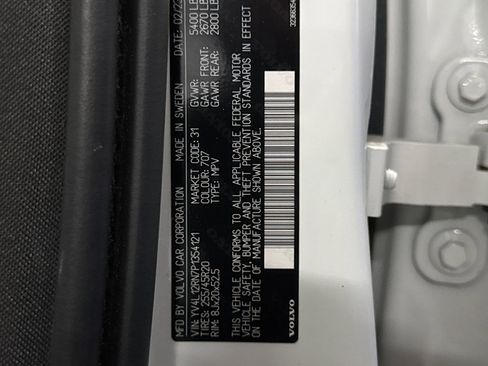 MFD BY VOLVO CAR CORPORATION MADE IN SWEDEN DATE: 02/23
VIN: YV4L12RN7P1354121 MARKET CODE: 31 GVWR: 5400 LB
TIRES: 255/45R20 COLOUR: 707 GAWR FRONT: 2670 LB
RIM: 8Jx20x52.5 TYPE: MPV GAWR REAR: 2800 LB
THIS VEHICLE CONFORMS TO ALL APPLICABLE FEDERAL MOTOR
VEHICLE SAFETY, BUMPER AND THEFT PREVENTION STANDARDS IN EFFECT
ON THE DATE OF MANUFACTURE SHOWN ABOVE.
VOLVO